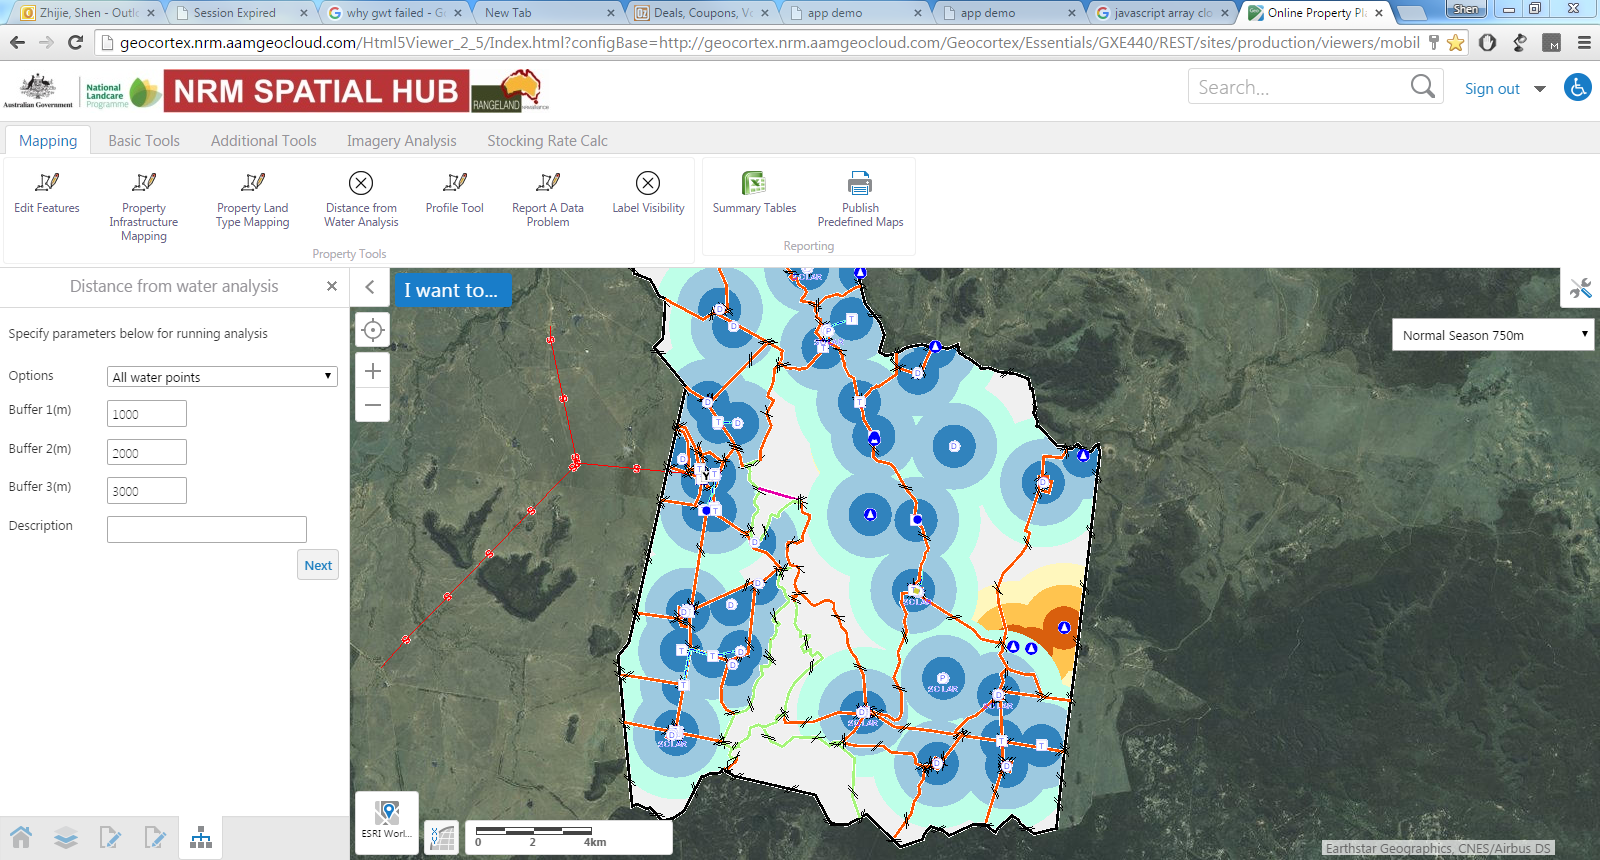 Zhijie, Shen - Outlo
Session Expired
why gwt failed - Go
New Tab
Deals, Coupons, Vo
app demo
app demo
javascript array clo
Online Property Pla
Shen
geocortex.nrm.aamgeocloud.com/Html5Viewer_2_5/Index.html?configBase=http://geocortex.nrm.aamgeocloud.com/Geocortex/Essentials/GXE440/REST/sites/production/viewers/mobil
Australian Government
National
Landcare
Programme
NRM SPATIAL HUB
RANGELAND
Search...
Sign out
Mapping
Basic Tools
Additional Tools
Imagery Analysis
Stocking Rate Calc
Edit Features
Property
Infrastructure
Mapping
Property Land
Type Mapping
Distance from
Water Analysis
Profile Tool
Report A Data
Problem
Label Visibility
Property Tools
Summary Tables
Publish
Predefined Maps
Reporting
Distance from water analysis
I want to...
Normal Season 750m
Specify parameters below for running analysis
Options
All water points
Buffer 1(m)
1000
Buffer 2(m)
2000
Buffer 3(m)
3000
Description
Next
ESRI Worl...
0 2 4km
Earthstar Geographics, CNES/Airbus DS